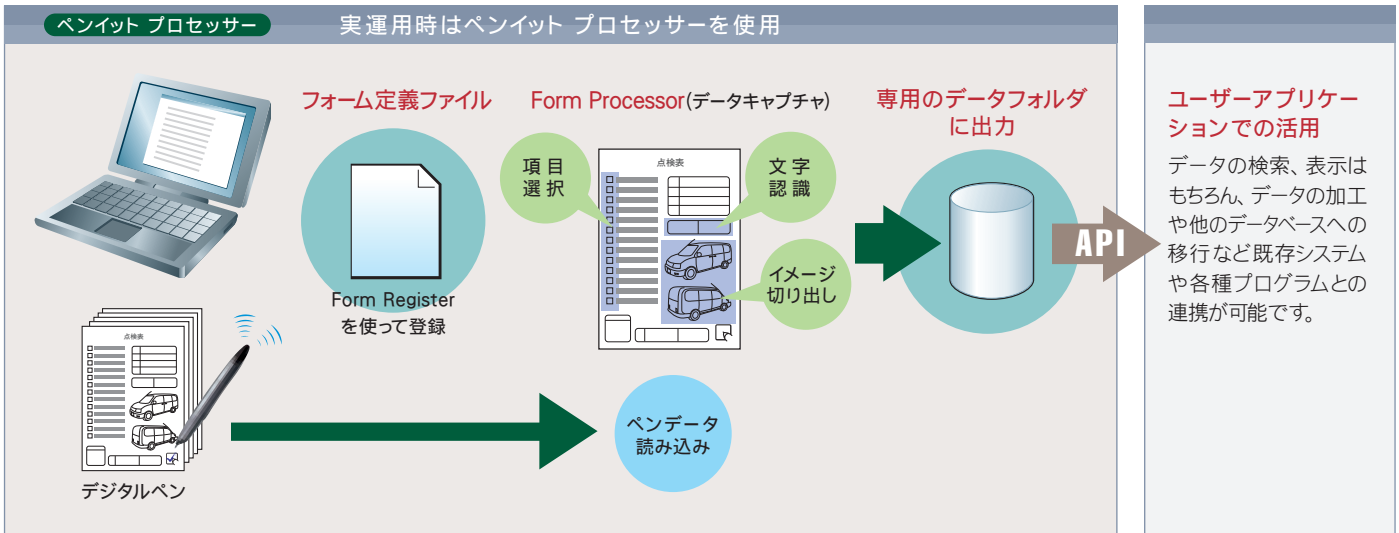 ペンイット プロセッサー
実運用時はペンイット プロセッサーを使用
フォーム定義ファイル
Form Register
を使って登録
Form Processor(データキャプチャ)
項目
選択
点検表
文字
認識
イメージ
切り出し
専用のデータフォルダ
に出力
API
点検表
デジタルペン
ペンデータ
読み込み
ユーザーアプリケー
ションでの活用
データの検索、表示は
もちろん、データの加工
や他のデータベースへの
移行など既存システム
や各種プログラムとの
連携が可能です。